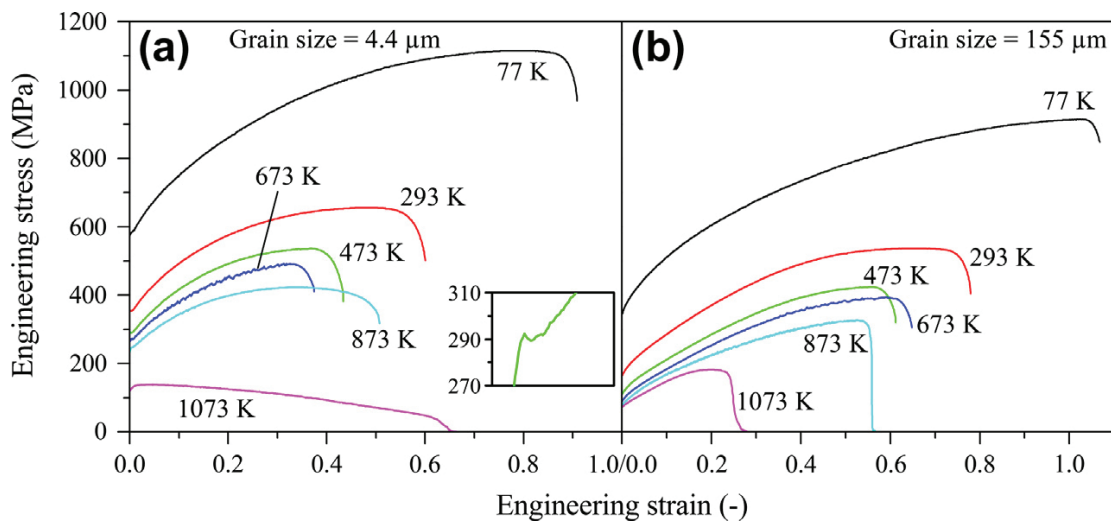 (a) Grain size = 4.4 µm
77 K
673 K
293 K
473 K
873 K
1073 K
310
290
270
(b) Grain size = 155 µm
77 K
293 K
473 K
673 K
873 K
1073 K
1200
1000
800
600
400
200
0
Engineering stress (MPa)
0.0 0.2 0.4 0.6 0.8 1.0/0.0 0.2 0.4 0.6 0.8 1.0
Engineering strain (-)